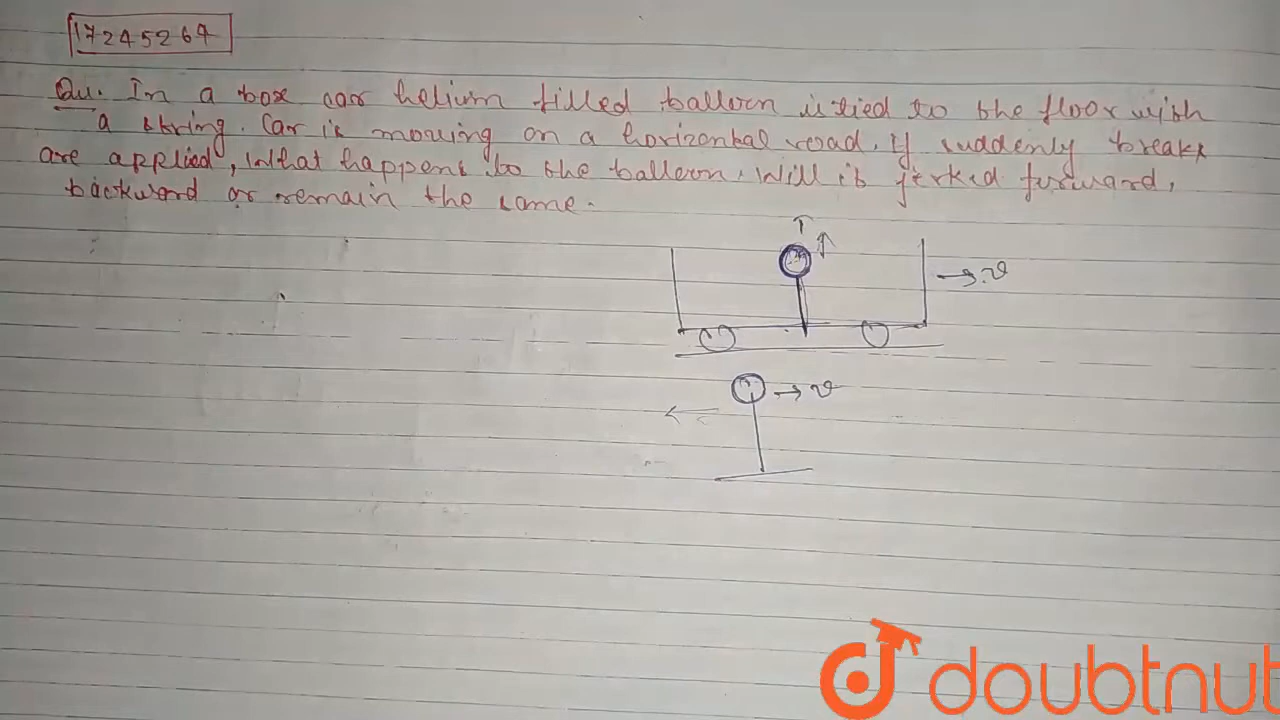 17245264
Qu. In a box car helium filled balloon is tied to the floor with
a string. Car is moving on a horizontal road. If suddenly breaks
are applied, What happens to the balloon. Will it jerked forward,
backward or remain the same.
T
→ v
→ v
doubtnut